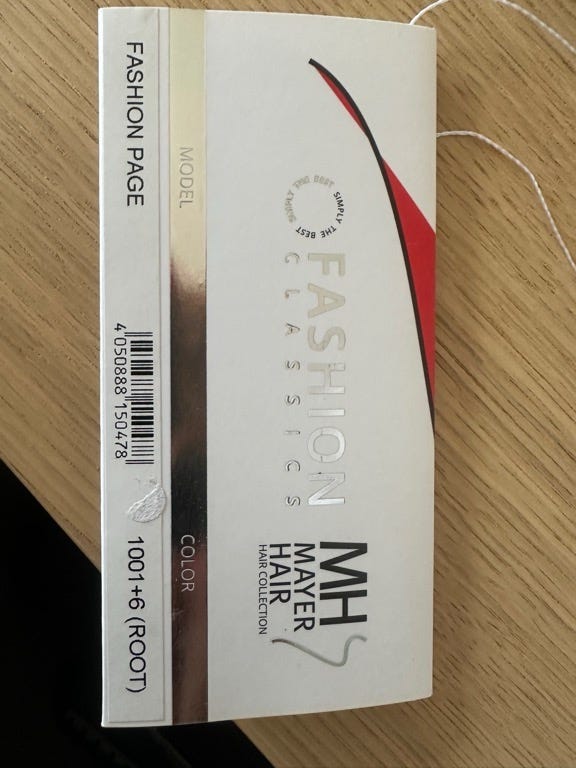 SIMPLY THE BEST SIMPLY THE BEST
FASHION
CLASSICS
MH
MAYER
HAIR
HAIR COLLECTION
MODEL
COLOR
FASHION PAGE
4 050888 150478
1001+6 (ROOT)